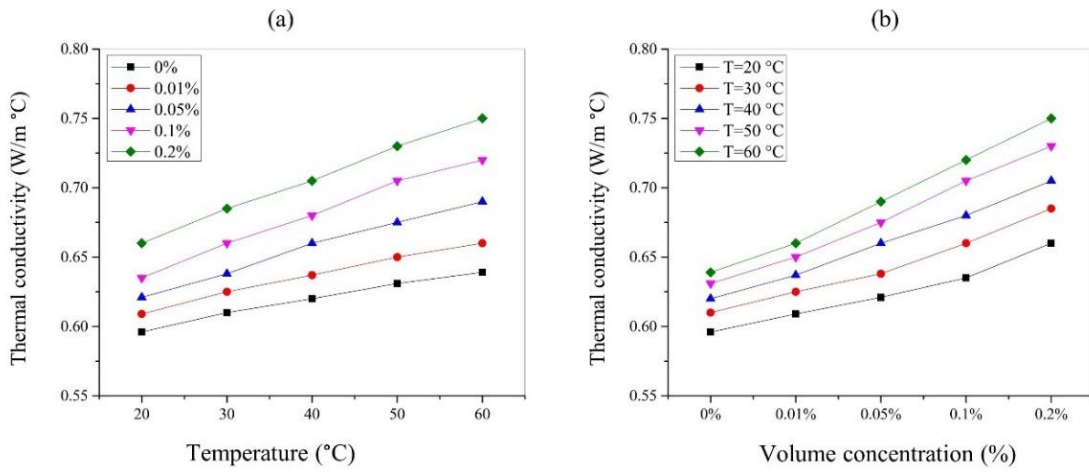 (a)
Thermal conductivity (W/m °C)
0.80
0.75
0.70
0.65
0.60
0.55
0%
0.01%
0.05%
0.1%
0.2%
20 30 40 50 60
Temperature (°C)
(b)
Thermal conductivity (W/m °C)
0.80
0.75
0.70
0.65
0.60
0.55
T=20 °C
T=30 °C
T=40 °C
T=50 °C
T=60 °C
0% 0.01% 0.05% 0.1% 0.2%
Volume concentration (%)